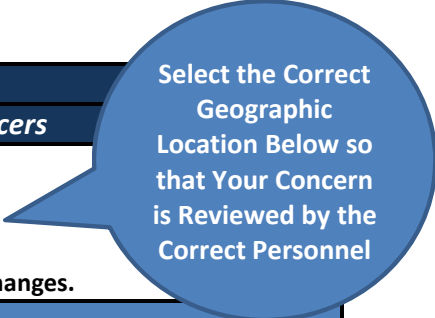 Select the Correct
Geographic
Location Below so
that Your Concern
is Reviewed by the
Correct Personnel
cers
hanges.